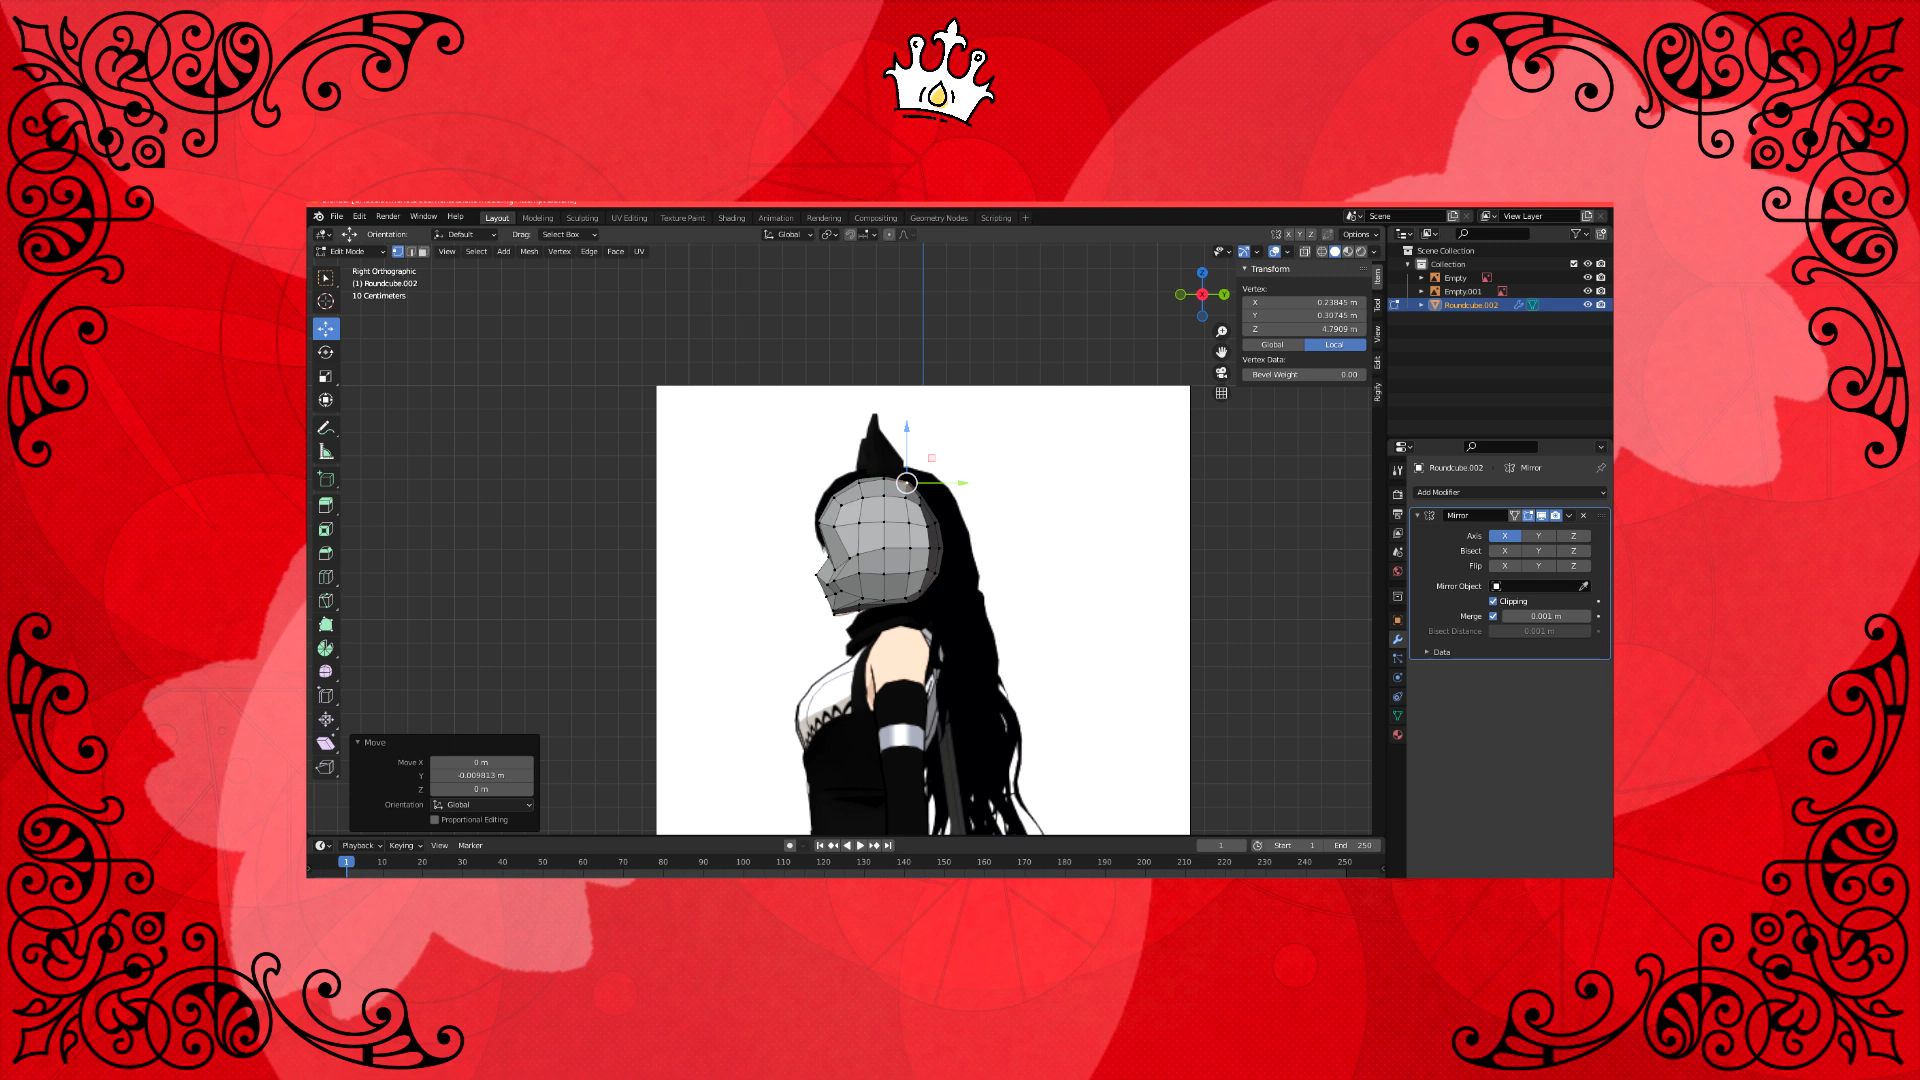 File Edit Render Window Help Layout Modeling Sculpting UV Editing Texture Paint Shading Animation Rendering Compositing Geometry Nodes Scripting + Scene View Layer
Orientation: Default Drag: Select Box Global X Y Z Options
Edit Mode View Select Add Mesh Vertex Edge Face UV
Right Orthographic
(1) Roundcube.002
10 Centimeters
Z
Y
X
Transform
Vertex:
X 0.23845 m
Y 0.30745 m
Z 4.7909 m
Global Local
Vertex Data:
Bevel Weight 0.00
Item
Tool
View
Edit
Rigify
Scene Collection
Collection
Empty
Empty.001
Roundcube.002
Roundcube.002 Mirror
Add Modifier
Mirror
Axis X Y Z
Bisect X Y Z
Flip X Y Z
Mirror Object
Clipping
Merge 0.001 m
Bisect Distance 0.001 m
Data
Move
Move X 0 m
Y -0.009813 m
Z 0 m
Orientation Global
Proportional Editing
Playback Keying View Marker 1 Start 1 End 250
1 10 20 30 40 50 60 70 80 90 100 110 120 130 140 150 160 170 180 190 200 210 220 230 240 250